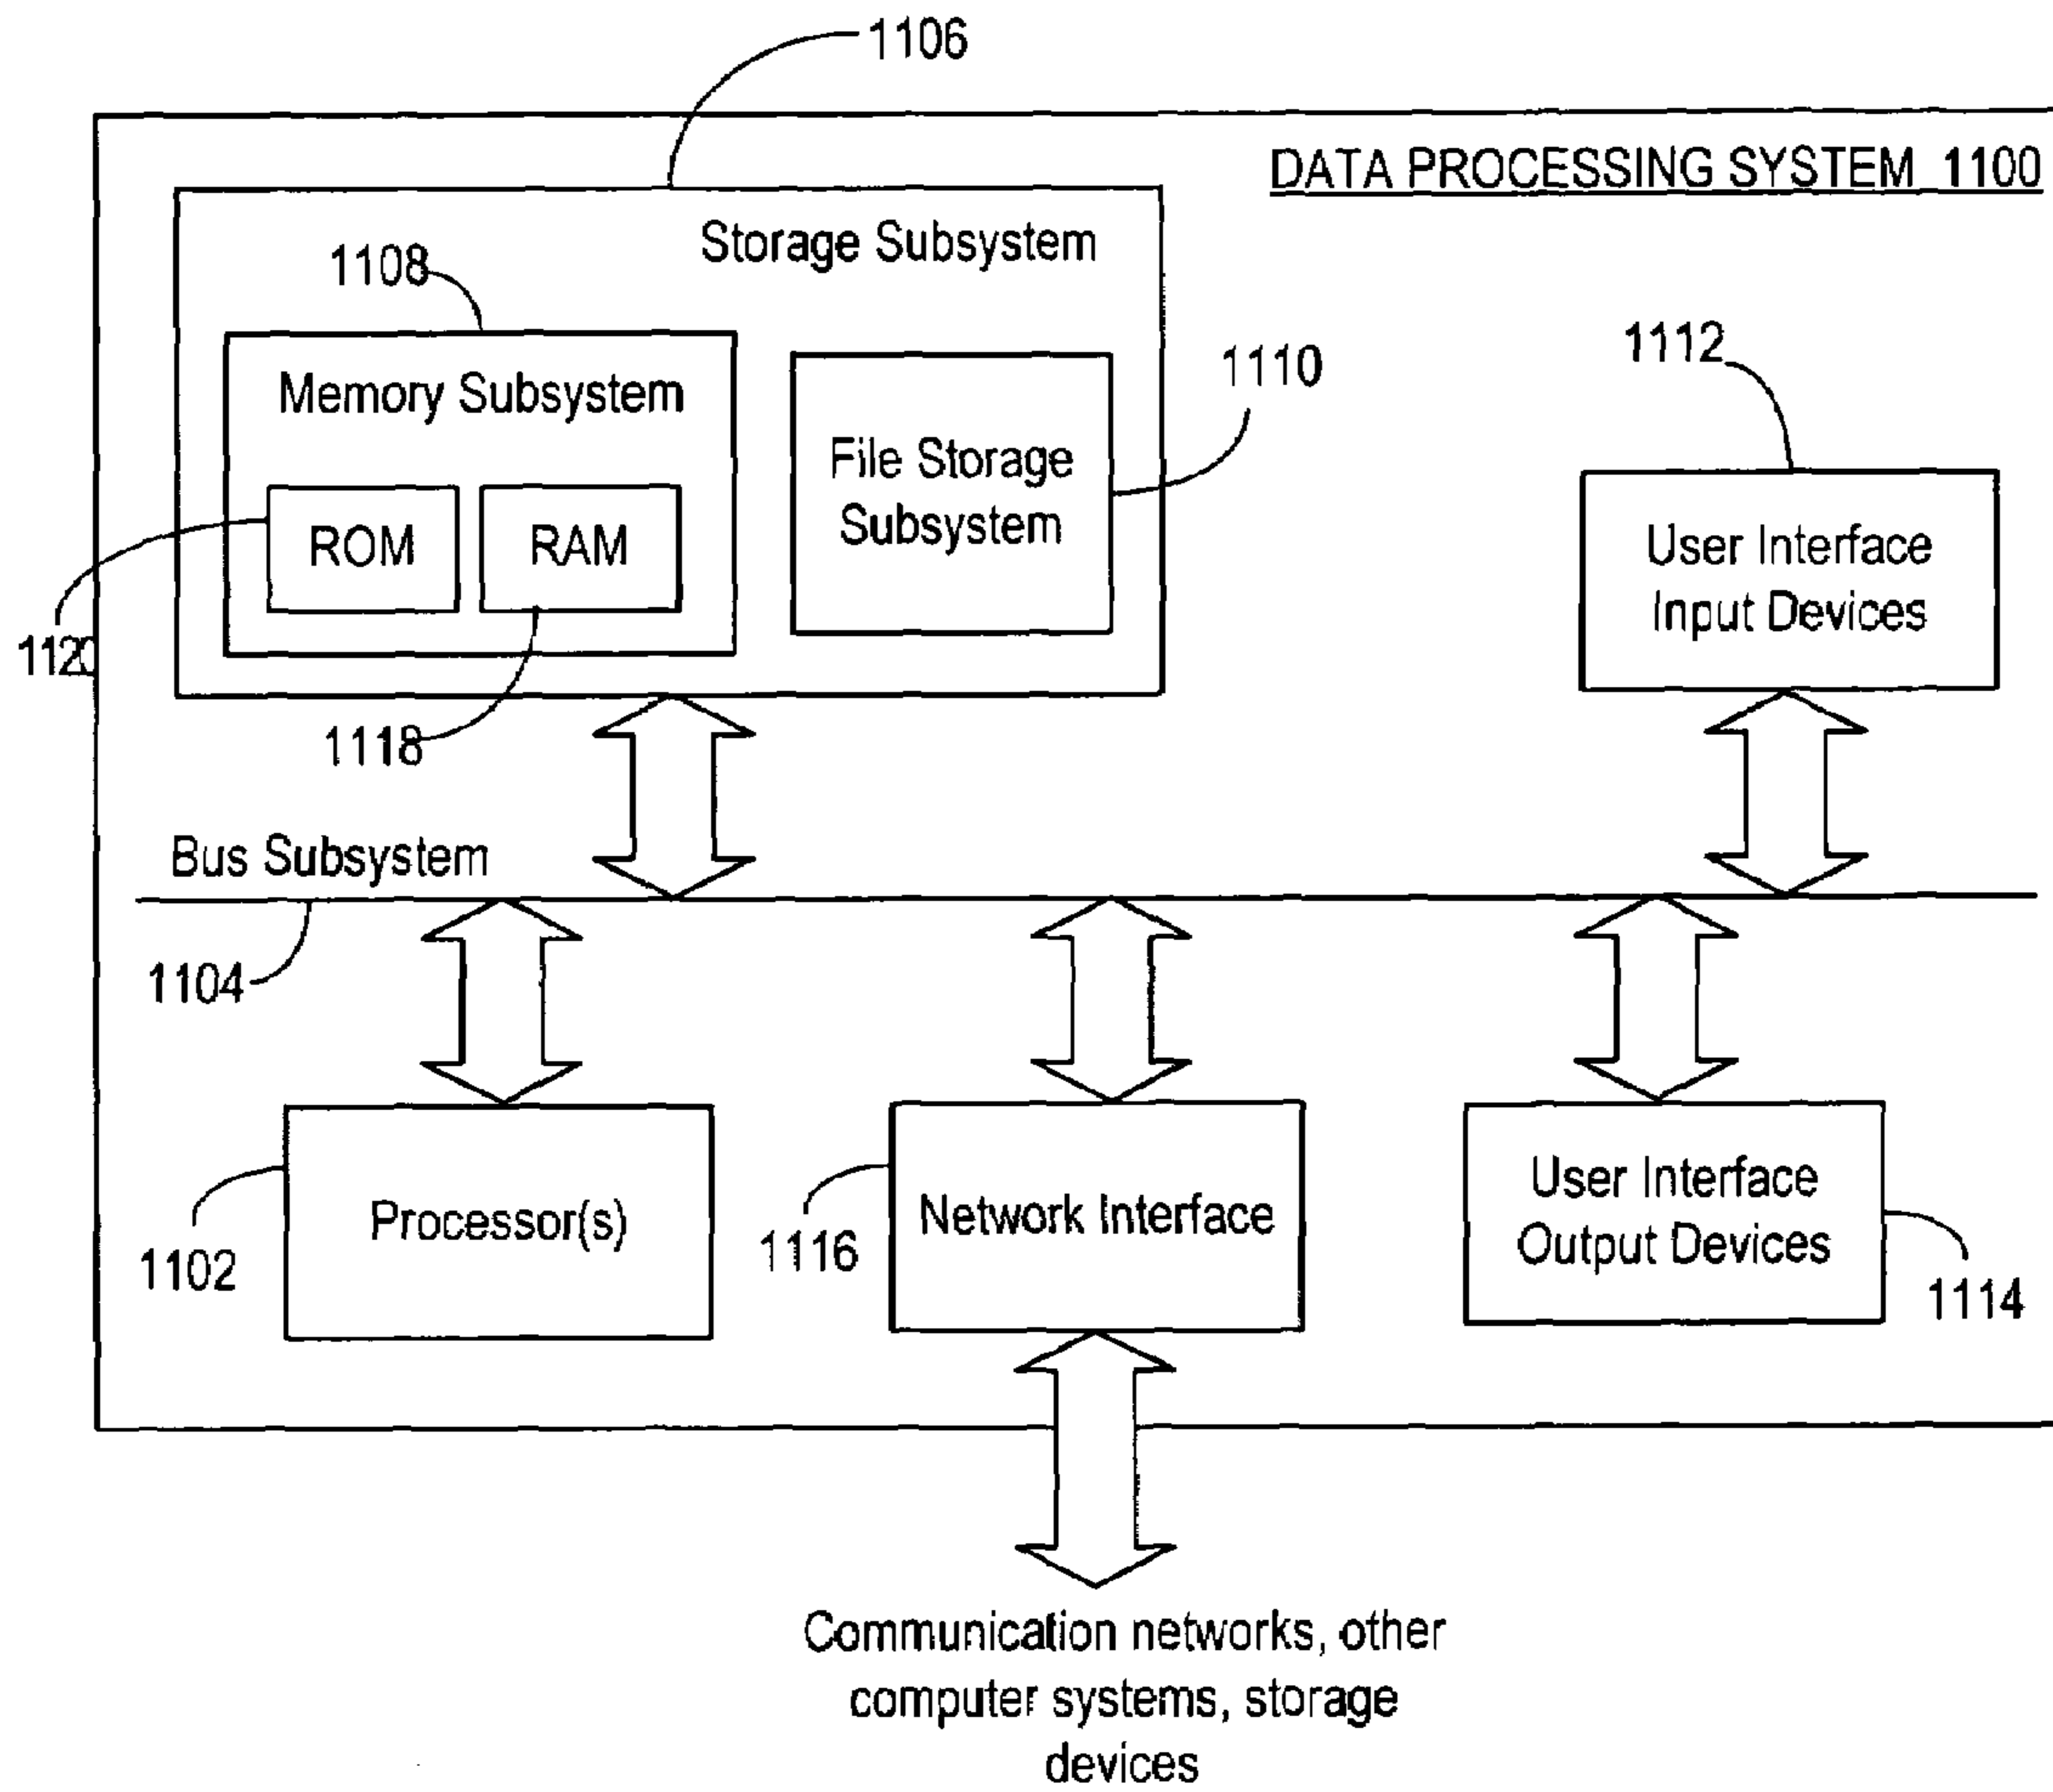 1106
DATA PROCESSING SYSTEM 1100
Storage Subsystem
1108
Memory Subsystem
1110
1112
File Storage
Subsystem
ROM
RAM
User Interface
Input Devices
1120
1118
Bus Subsystem
1104
Processor(s)
1102
Network Interface
1116
User Interface
Output Devices
1114
Communication networks, other
computer systems, storage
devices